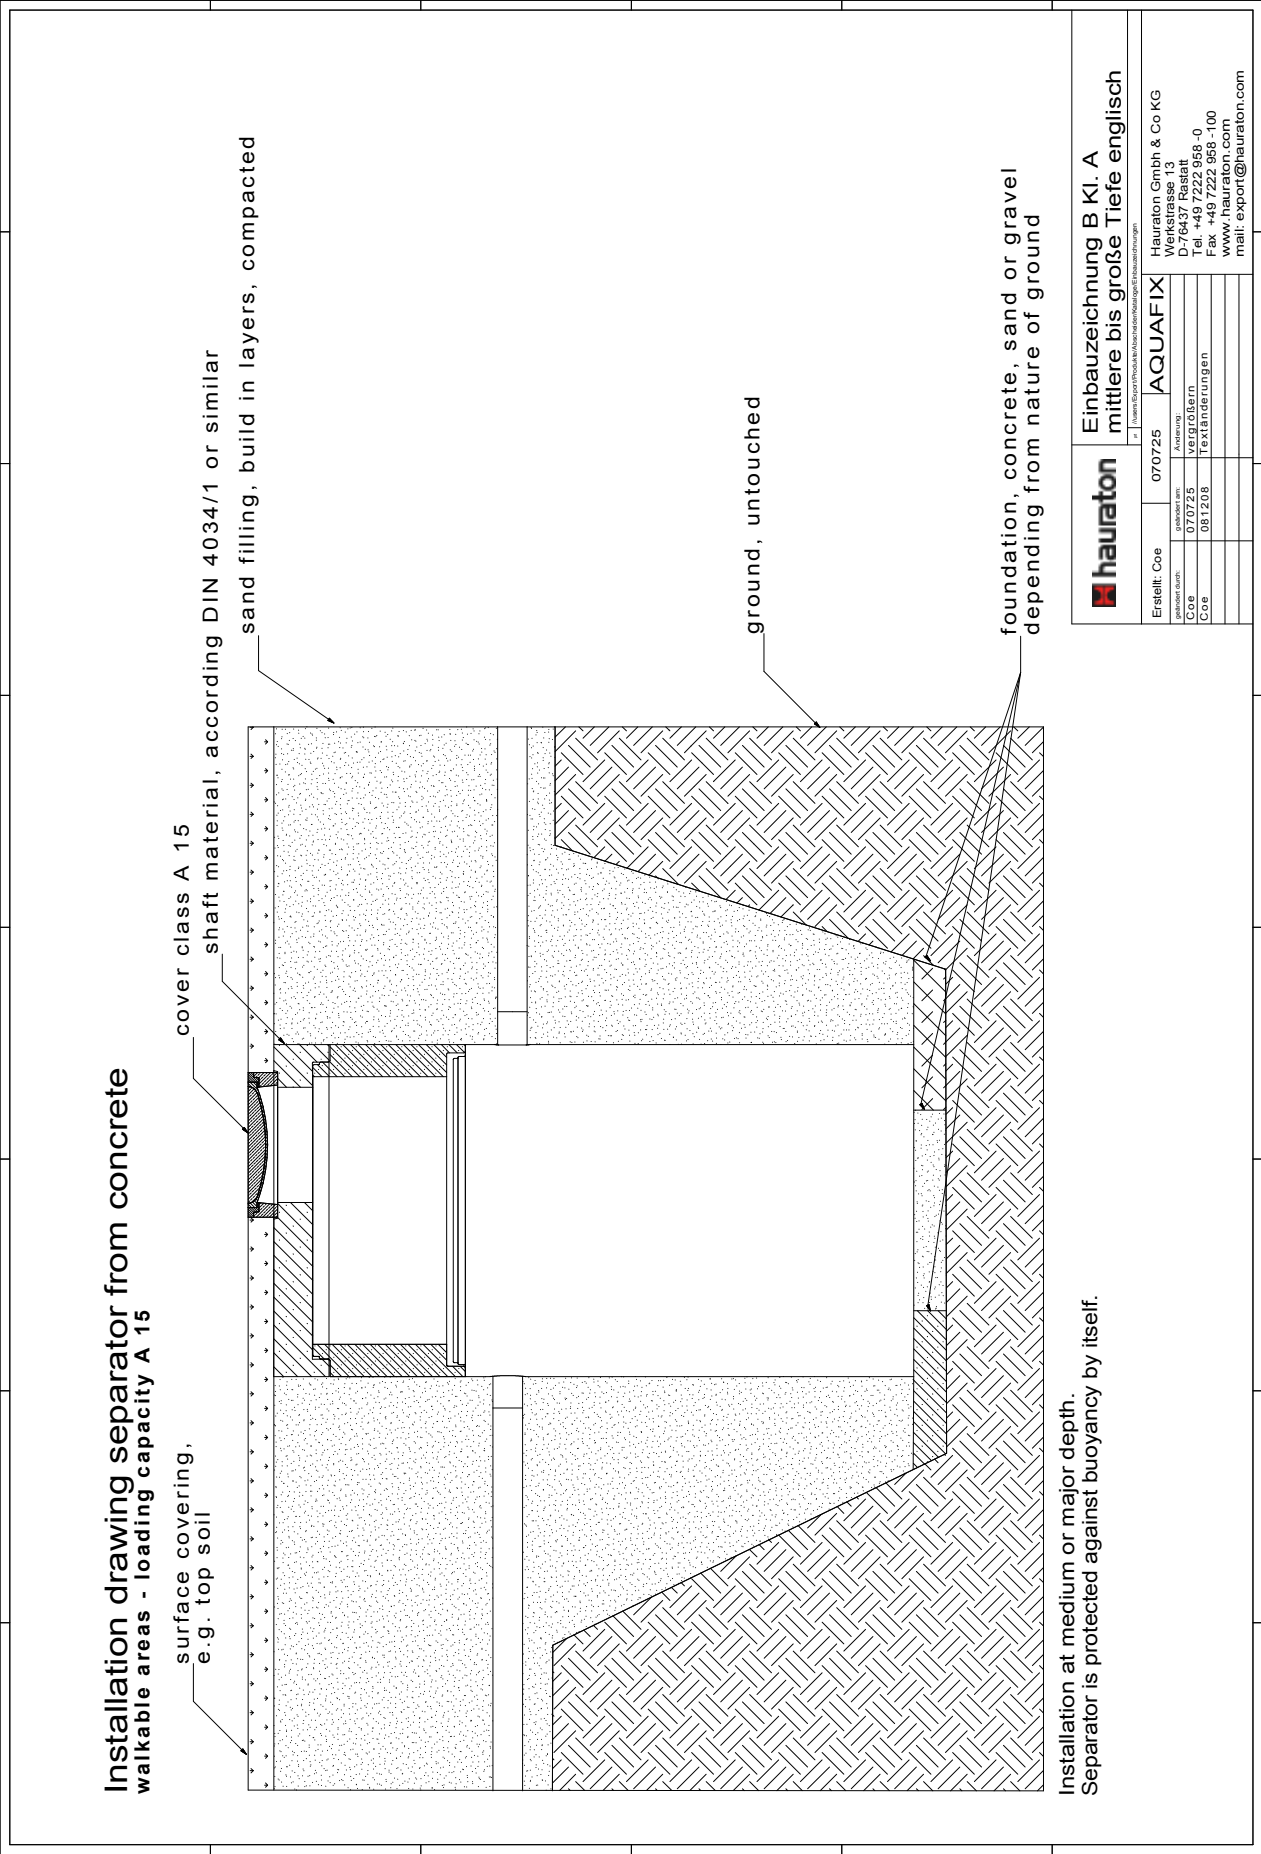 Installation drawing separator from concrete
walkable areas - loading capacity A 15
surface covering,
e.g. top soil
cover class A 15
shaft material, according DIN 4034/1 or similar
sand filling, build in layers, compacted
ground, untouched
foundation, concrete, sand or gravel
depending from nature of ground
Installation at medium or major depth.
Separator is protected against buoyancy by itself.
hauraton
Einbauzeichnung B Kl. A
mittlere bis große Tiefe englisch
Erstellt: Coe
070725
AQUAFIX
geändert durch:
geändert am:
Änderung:
Coe
070725
vergrößern
Coe
081208
Textänderungen
Hauraton Gmbh & Co KG
Werkstrasse 13
D-76437 Rastatt
Tel. +49 7222 958 -0
Fax +49 7222 958 -100
www.hauraton.com
mail: export@hauraton.com